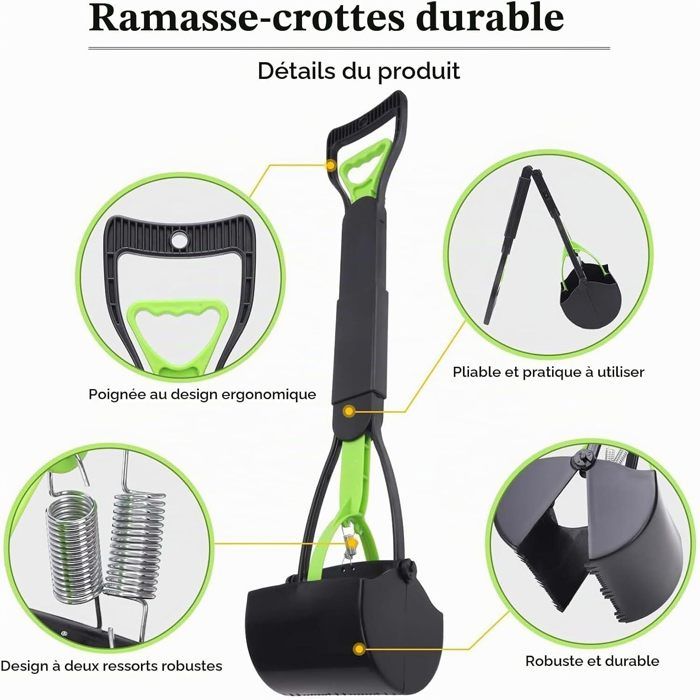 Ramasse-crottes durable
Détails du produit
Poignée au design ergonomique
Pliable et pratique à utiliser
Design à deux ressorts robustes
Robuste et durable